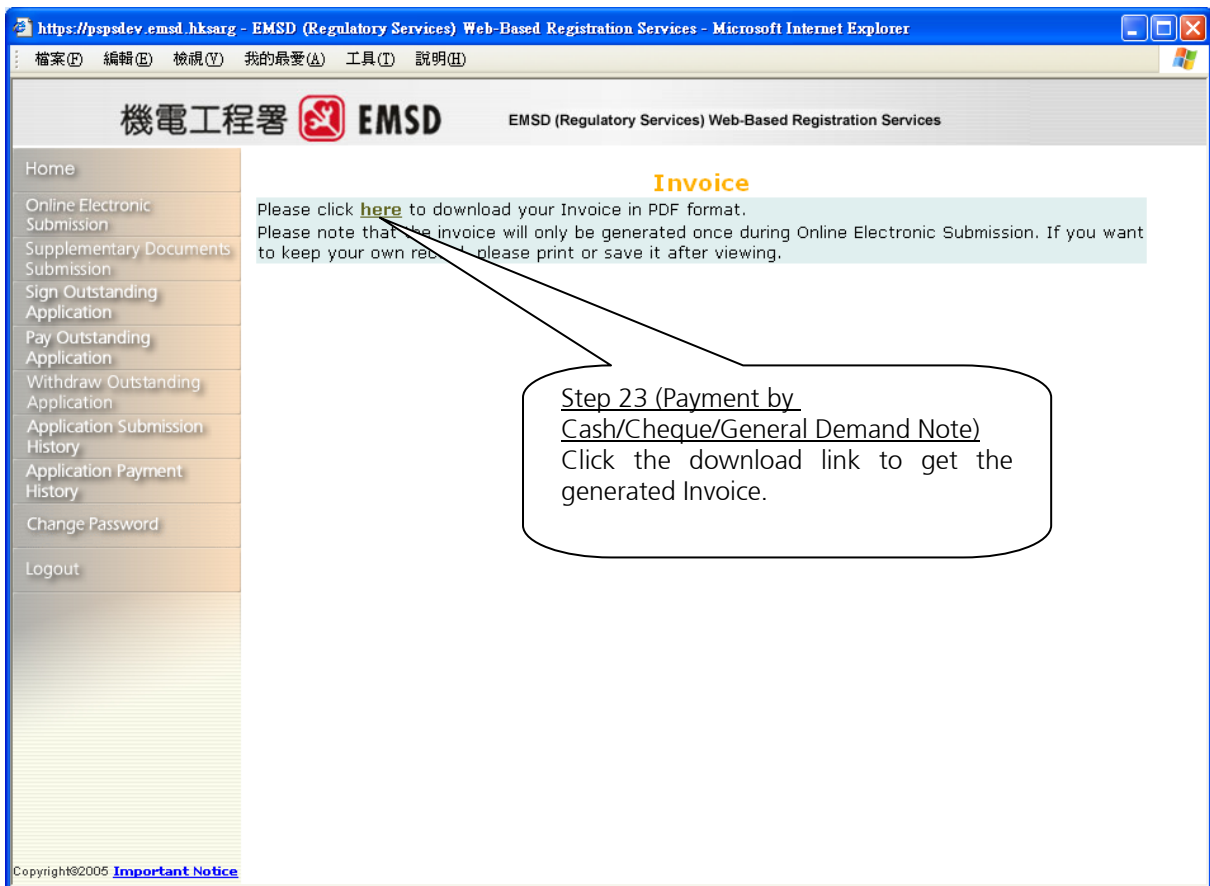 https://pspsdev.emsd.hksarg - EMSD (Regulatory Services) Web-Based Registration Services - Microsoft Internet Explorer
檔案(F) 編輯(E) 檢視(V) 我的最愛(A) 工具(T) 說明(H)
機電工程署 EMSD
EMSD (Regulatory Services) Web-Based Registration Services
Home
Online Electronic
Submission
Supplementary Documents
Submission
Sign Outstanding
Application
Pay Outstanding
Application
Withdraw Outstanding
Application
Application Submission
History
Application Payment
History
Change Password
Logout
Invoice
Please click here to download your Invoice in PDF format.
Please note that the invoice will only be generated once during Online Electronic Submission. If you want
to keep your own record, please print or save it after viewing.
Step 23 (Payment by
Cash/Cheque/General Demand Note)
Click the download link to get the
generated Invoice.
Copyright©2005 Important Notice